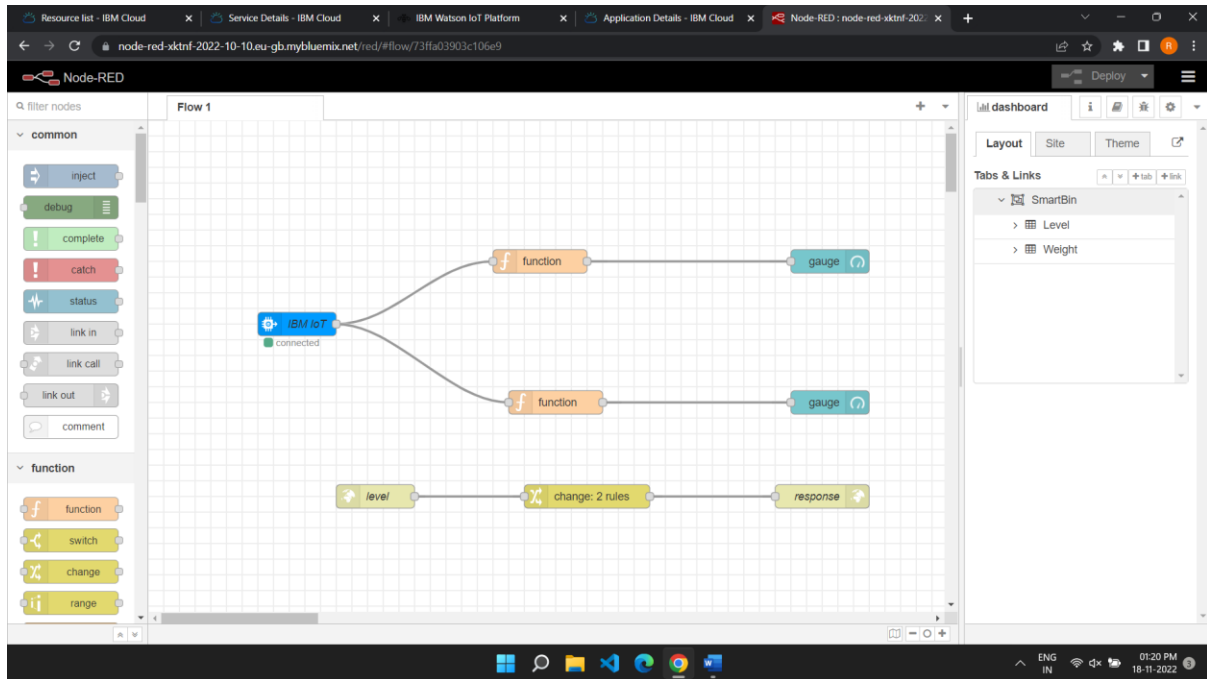 Resource list - IBM Cloud
Service Details - IBM Cloud
IBM Watson IoT Platform
Application Details - IBM Cloud
Node-RED : node-red-xktnf-202
node-red-xktnf-2022-10-10.eu-gb.mybluemix.net/red/#flow/73ffa03903c106e9
R
Node-RED
Deploy
filter nodes
Flow 1
dashboard
i
common
inject
debug
complete
catch
status
link in
link call
link out
comment
function
function
switch
change
range
IBM IoT
connected
function
gauge
function
gauge
level
change: 2 rules
response
Layout
Site
Theme
Tabs & Links
+ tab
+ link
SmartBin
Level
Weight
ENG
IN
01:20 PM
18-11-2022
3